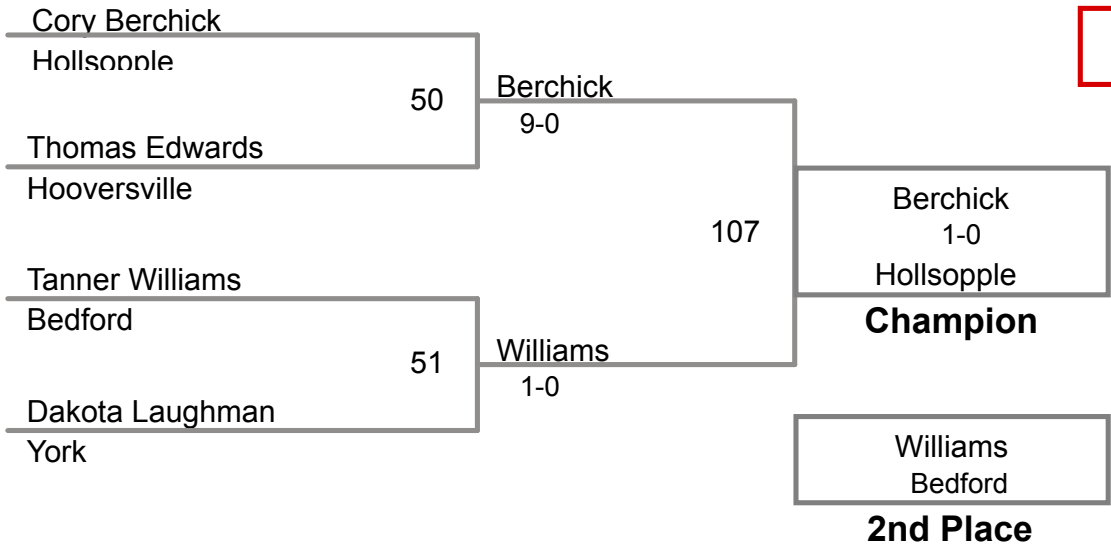 Cory Berchick
Hollsopple
50
Berchick
9-0
Thomas Edwards
Hooversville
107
Berchick
1-0
Hollsopple
Champion
Tanner Williams
Bedford
51
Williams
1-0
Dakota Laughman
York
Williams
Bedford
2nd Place